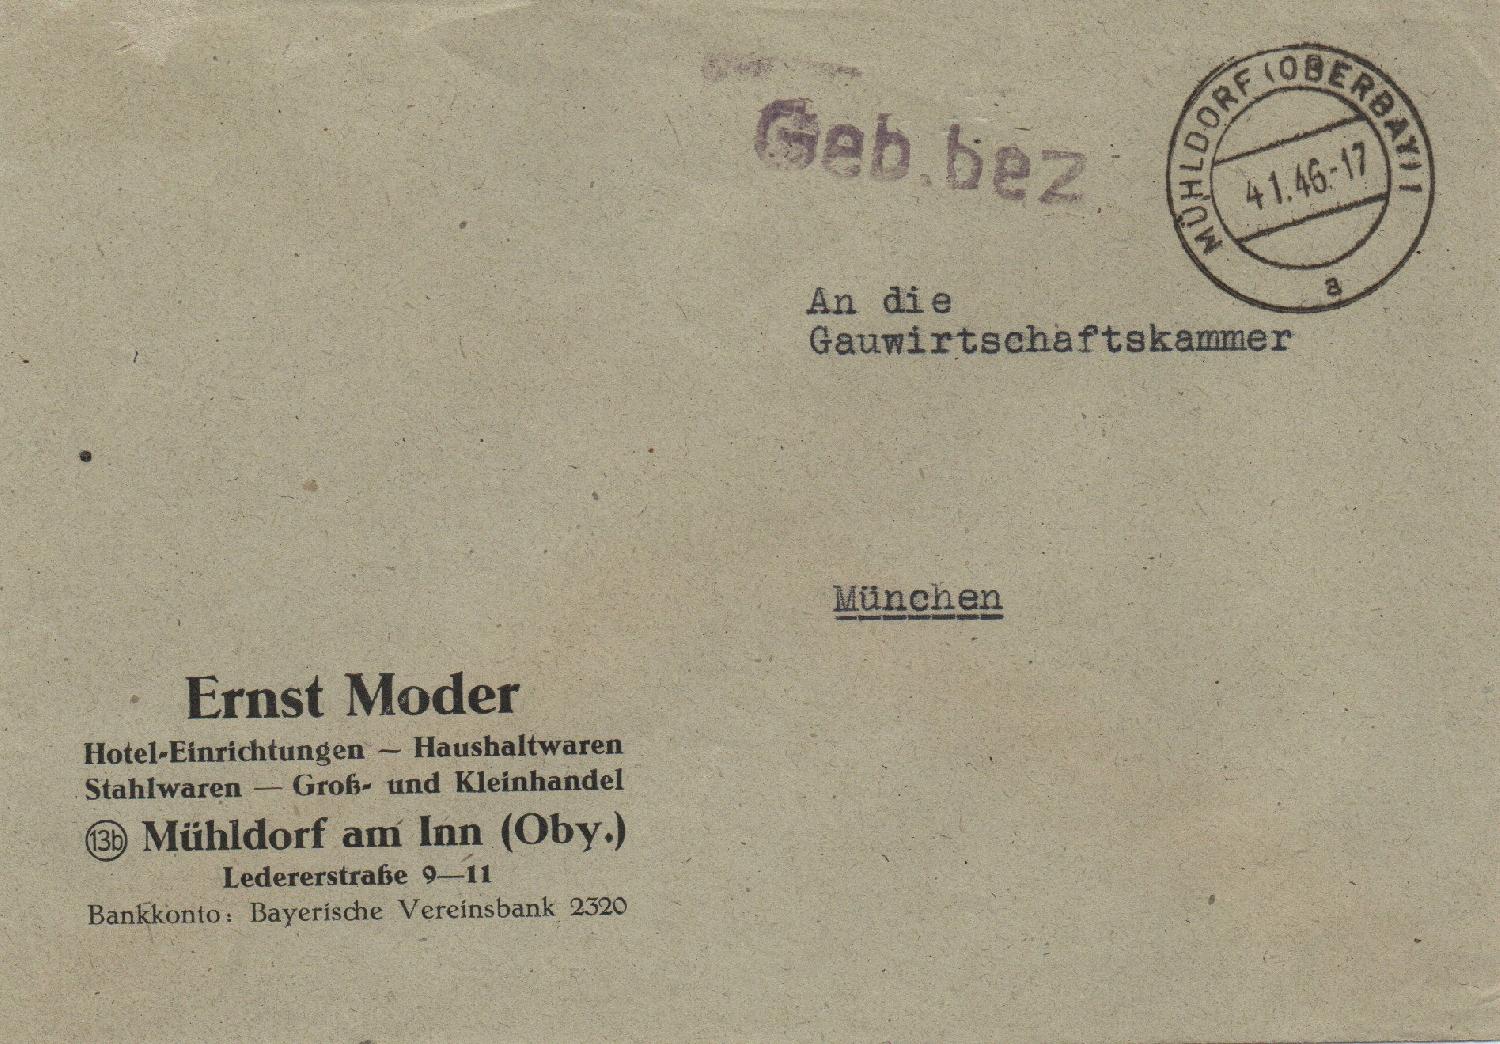 Geb.bez
MÜHLDORF (OBERBAY) 1
4 1.46.-17
a
An die
Gauwirtschaftskammer
München
Ernst Moder
Hotel-Einrichtungen — Haushaltwaren
Stahlwaren — Groß- und Kleinhandel
13b Mühldorf am Inn (Oby.)
Ledererstraße 9—11
Bankkonto: Bayerische Vereinsbank 2320